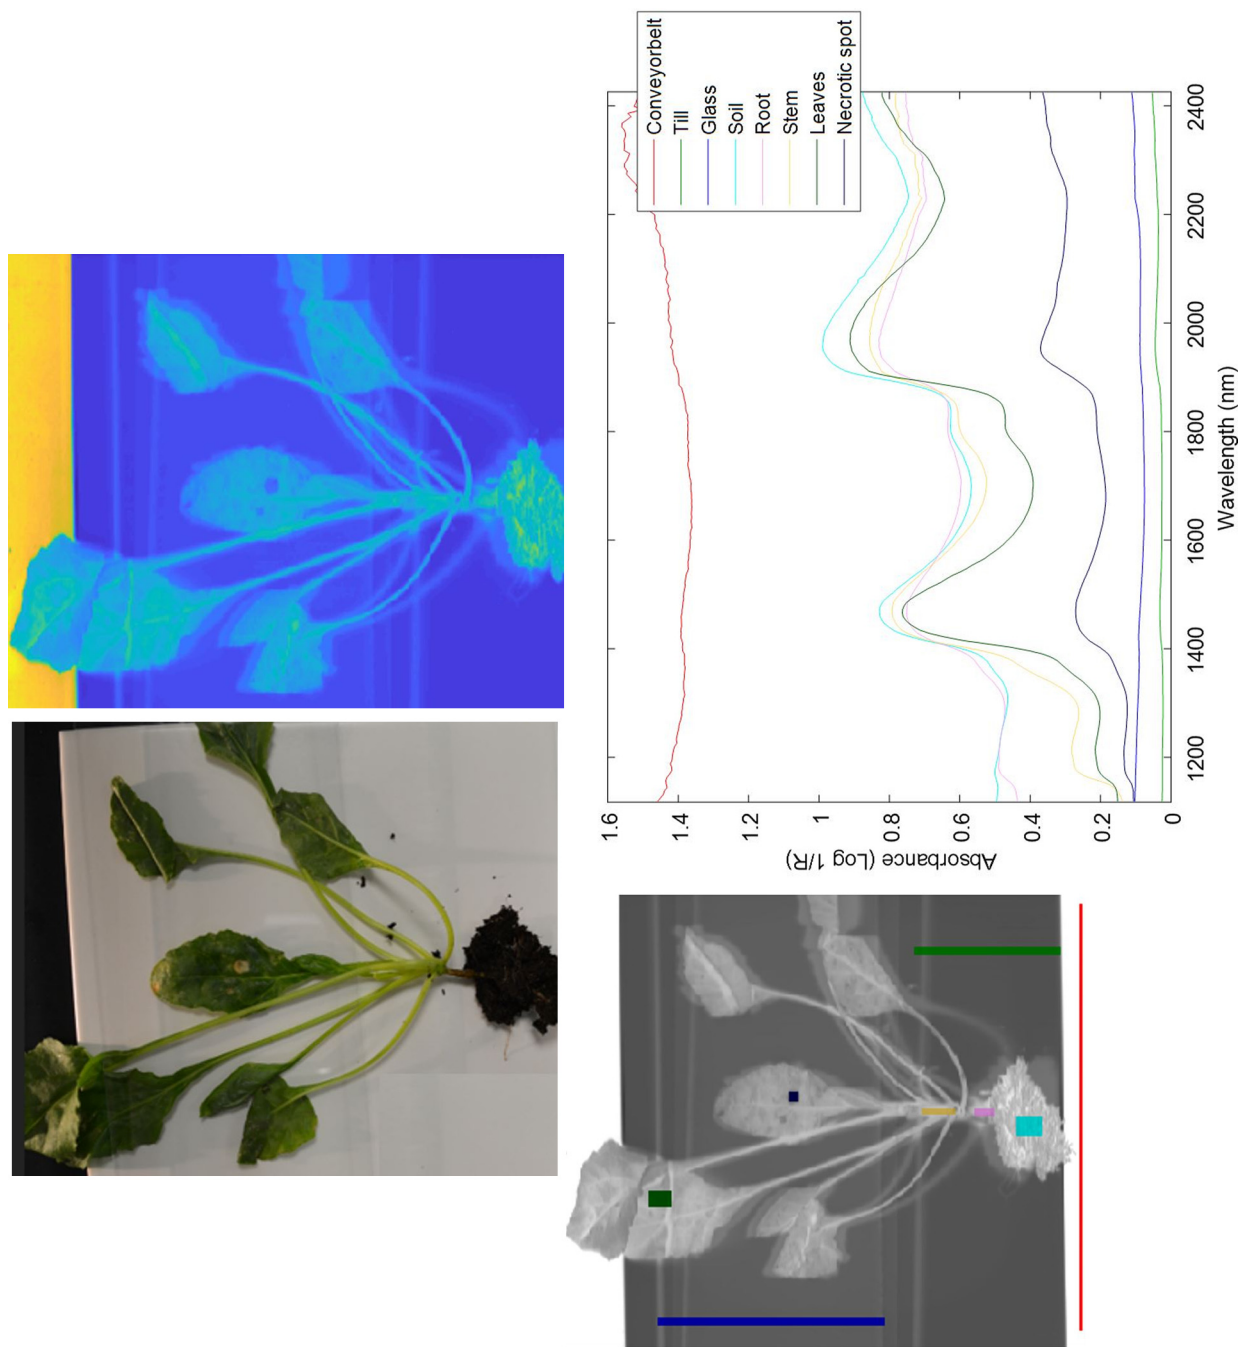 Conveyorbelt
Till
Glass
Soil
Root
Stem
Leaves
Necrotic spot
1.6
1.4
1.2
1
0.8
0.6
0.4
0.2
0
Absorbance (Log 1/R)
1200
1400
1600
1800
2000
2200
2400
Wavelength (nm)